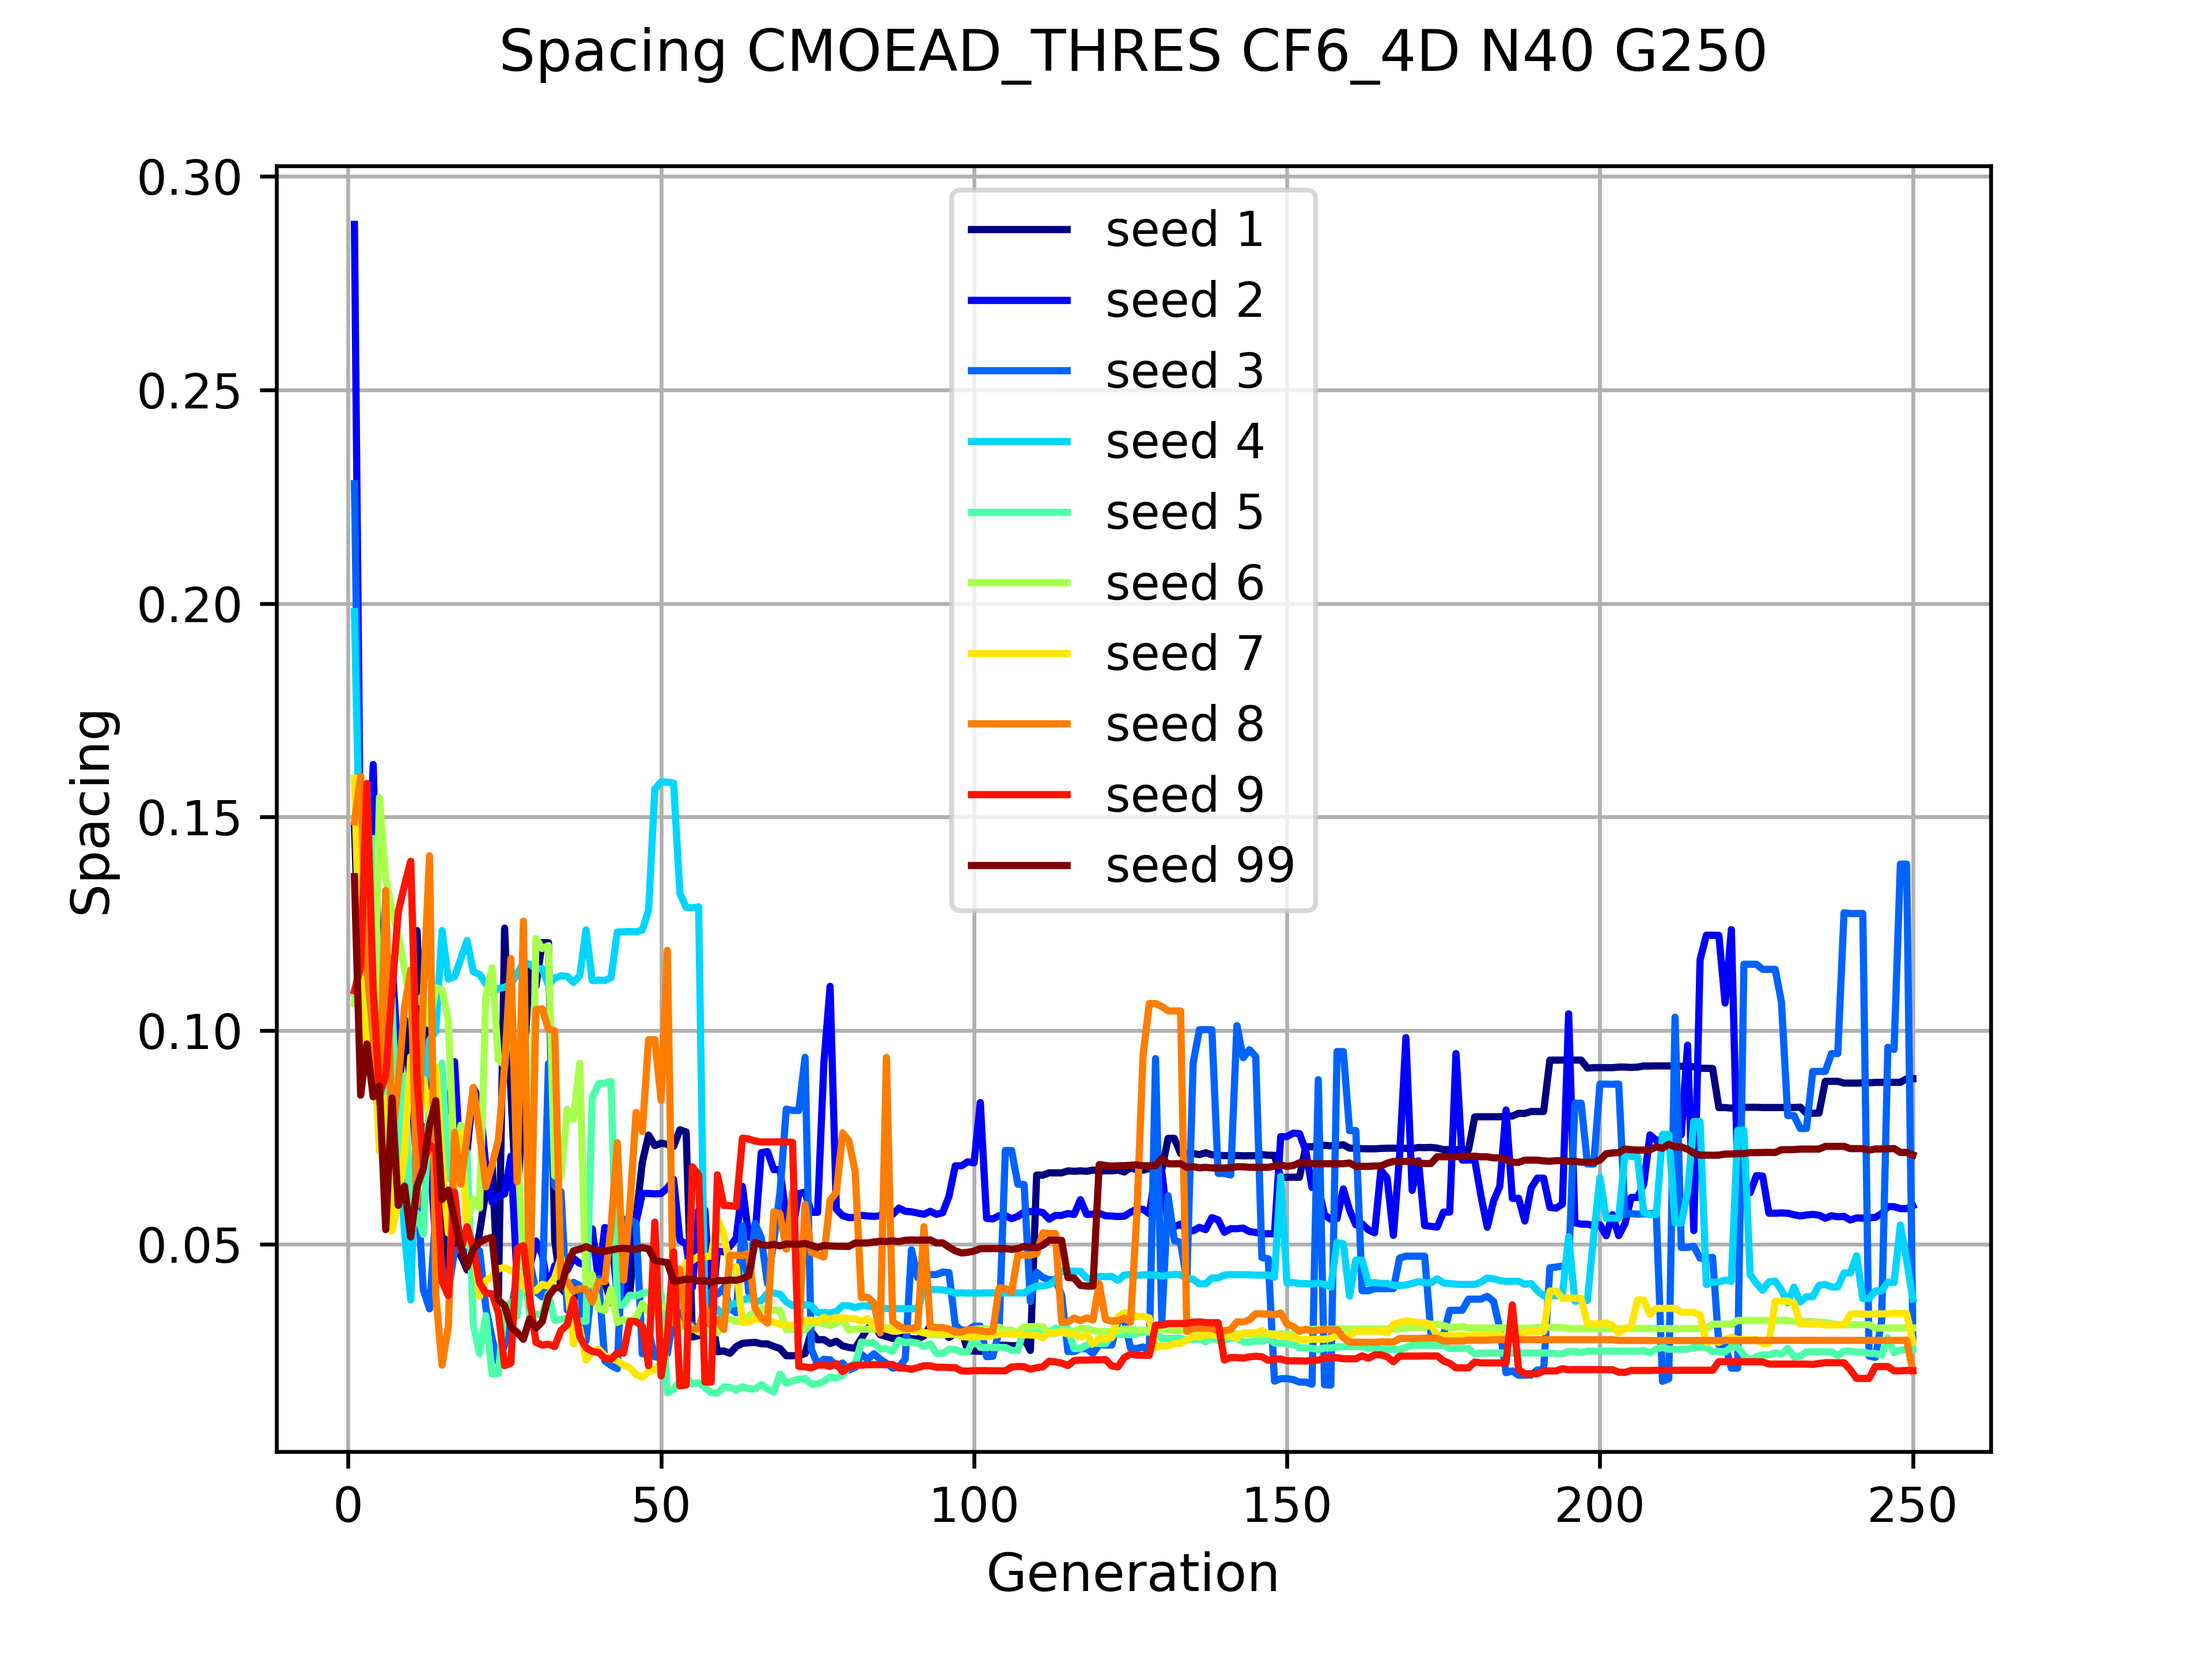 Spacing CMOEAD_THRES CF6_4D N40 G250
0.30
0.25
0.20
0.15
0.10
0.05
Spacing
seed 1
seed 2
seed 3
seed 4
seed 5
seed 6
seed 7
seed 8
seed 9
seed 99
0 50 100 150 200 250
Generation